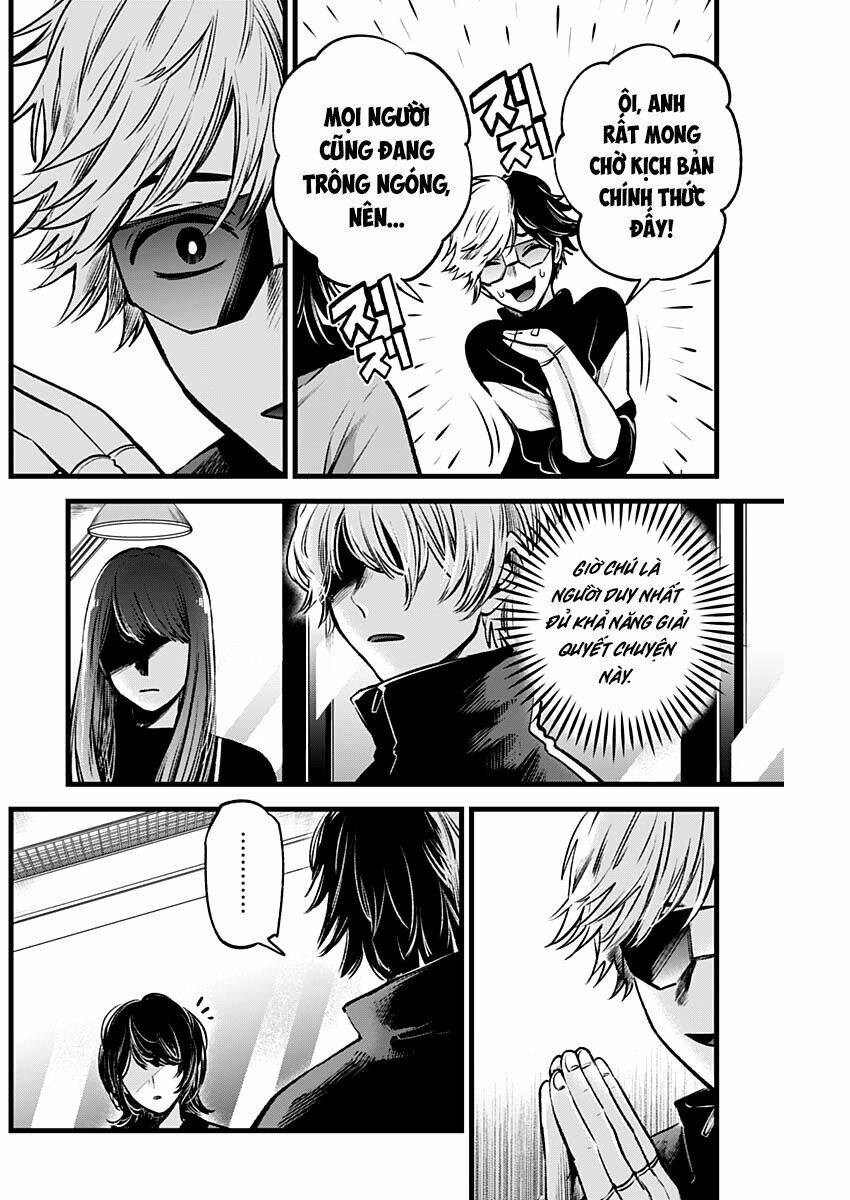 ÔI, ANH
RẤT MONG
CHỜ KỊCH BẢN
CHÍNH THỨC
ĐẤY!
MỌI NGƯỜI
CŨNG ĐANG
TRÔNG NGÓNG,
NÊN...
GIỜ CHÚ LÀ
NGƯỜI DUY NHẤT
ĐỦ KHẢ NĂNG GIẢI
QUYẾT CHUYỆN
NÀY.
.........